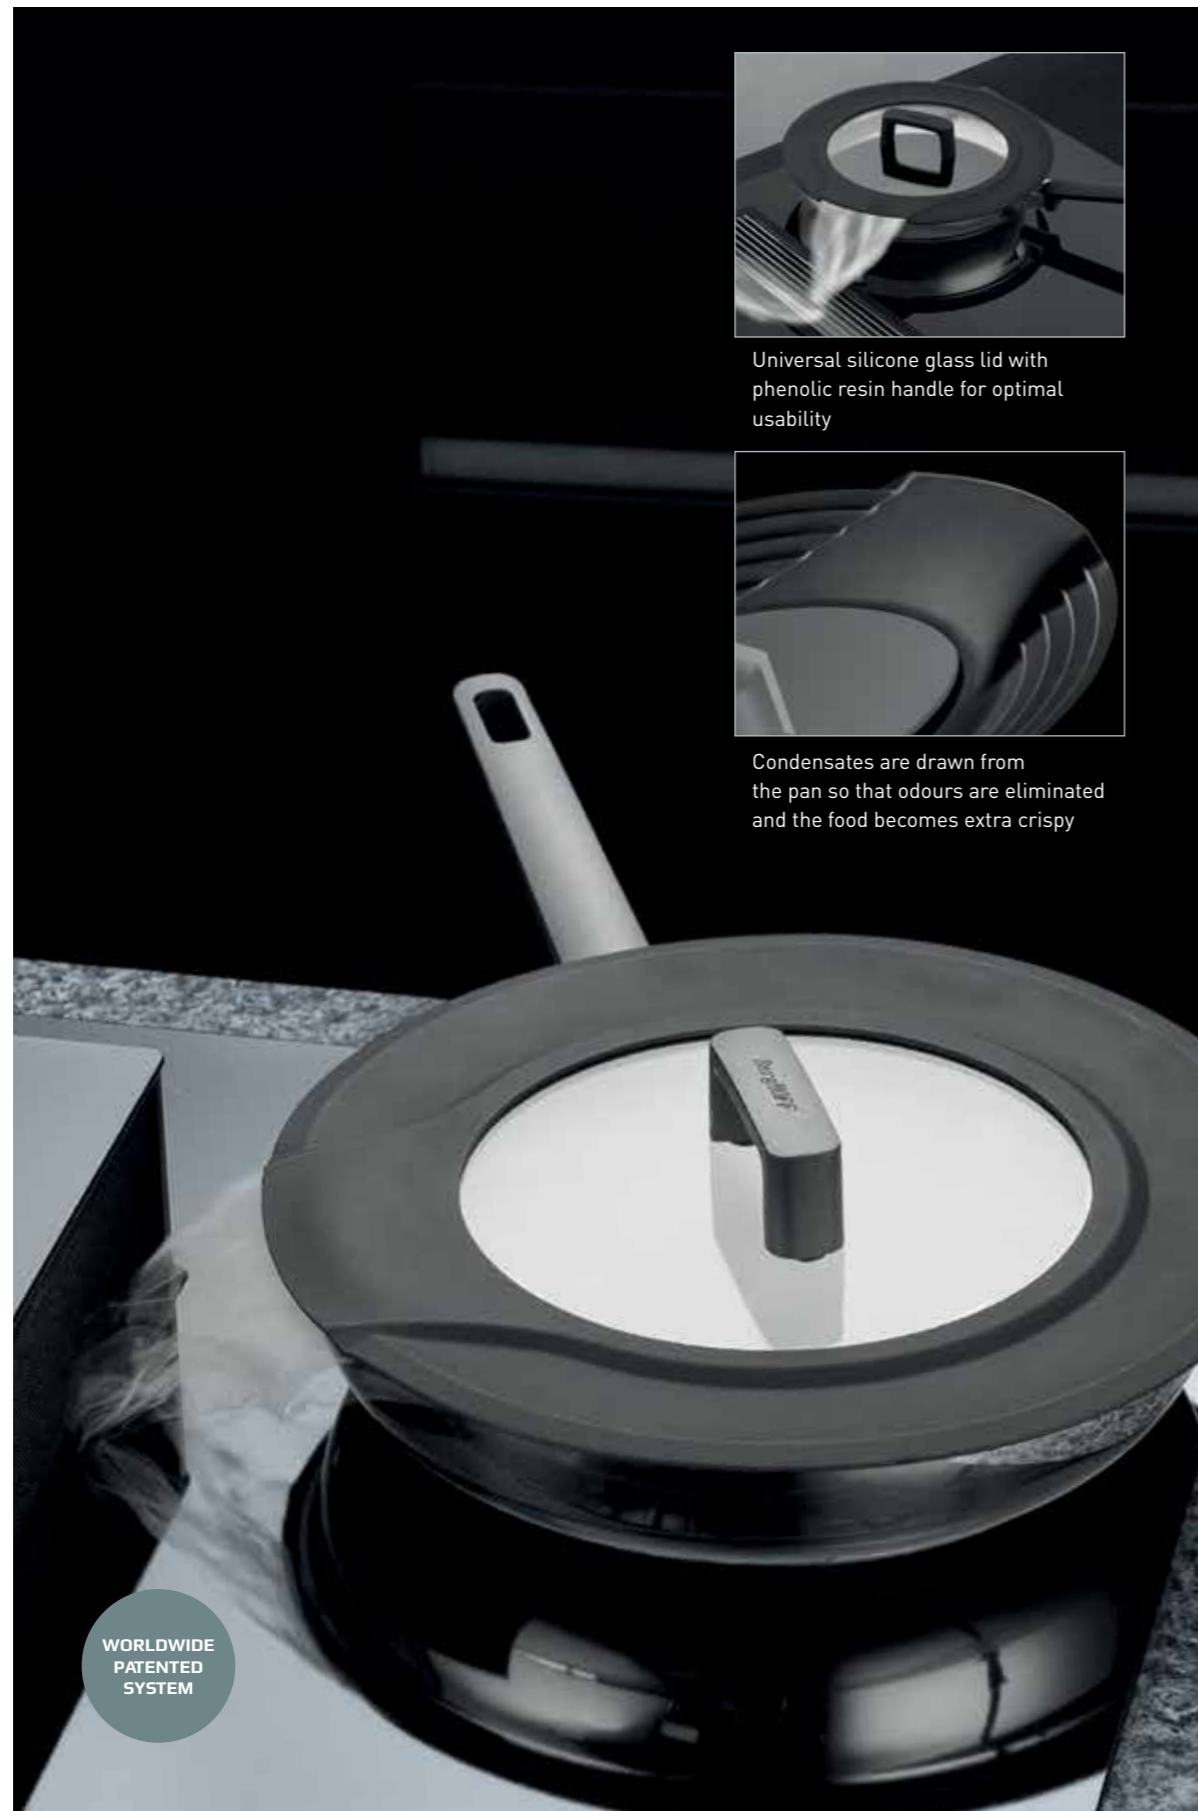 Universal silicone glass lid with
phenolic resin handle for optimal
usability
Condensates are drawn from
the pan so that odours are eliminated
and the food becomes extra crispy
BergHOFF
WORLDWIDE
PATENTED
SYSTEM